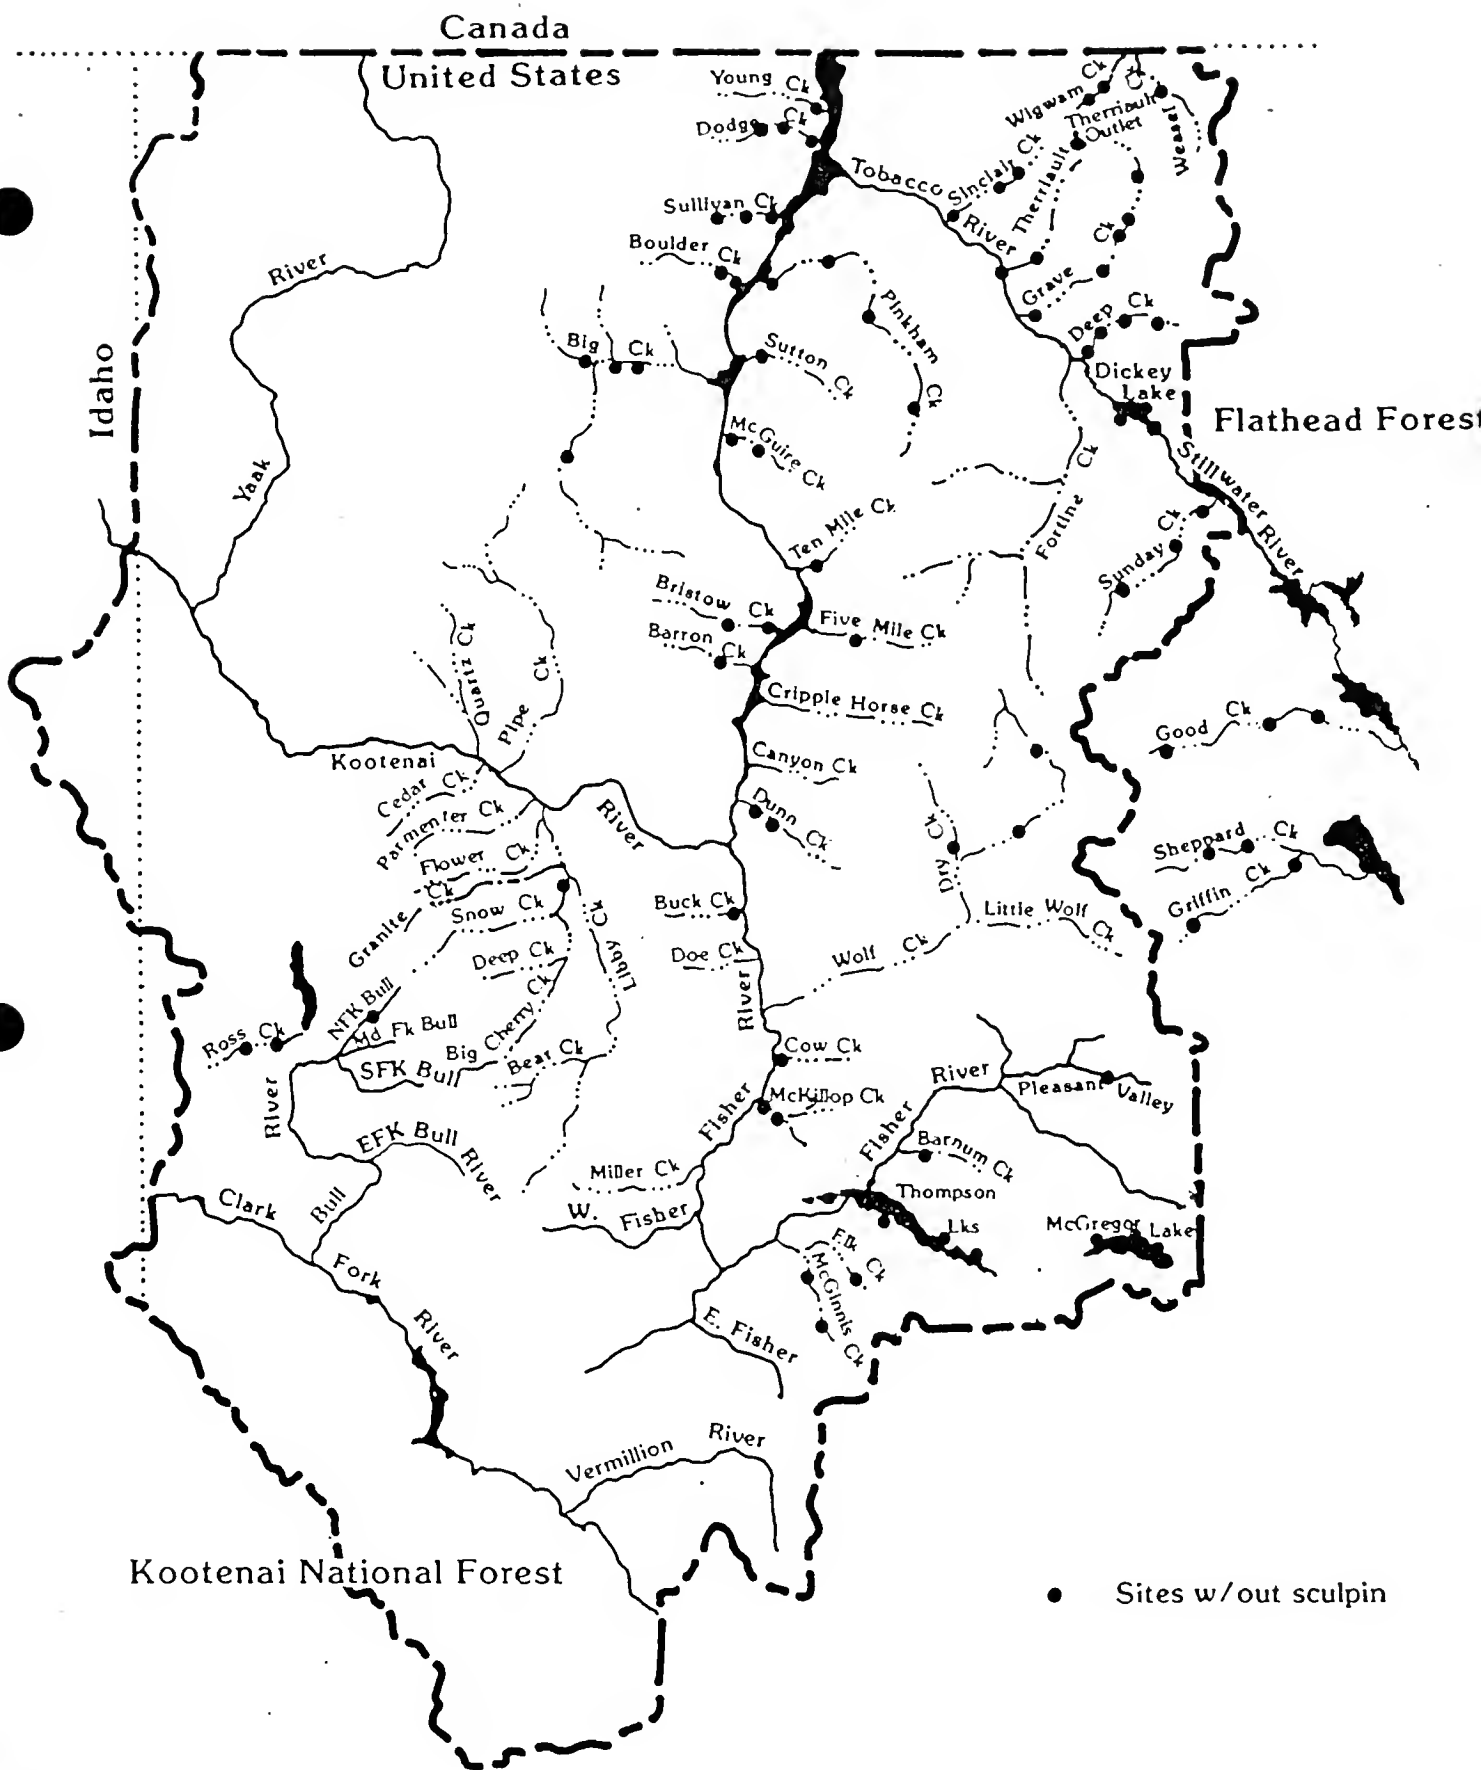 Canada
United States
Young Ck
Dodge Ck
Wigwam Ck
Ck
Therriault
Outlet
Weasel
Tobacco River
Sinclair Ck
Therriault
Ck
Sullivan Ck
Boulder Ck
River
Grave
Pinkham Ck
Deep Ck
Big Ck
Sutton Ck
Dickey
Lake
Idaho
Flathead Forest
McGuire Ck
Yaak
Ck
Stillwater River
Ten Mile Ck
Fortine
Sunday Ck
Bristow Ck
Five Mile Ck
Barron Ck
Quartz Ck
Pipe Ck
Cripple Horse Ck
Good Ck
Kootenai
Canyon Ck
Cedar Ck
River
Dunn Ck
Parmenter Ck
Flower Ck
Dry Ck
Sheppard Ck
Granite Ck
Snow Ck
Buck Ck
Little Wolf Ck
Griffin Ck
Libby Ck
Deep Ck
Doe Ck
Wolf Ck
NFK Bull
River
Ross Ck
Md Fk Bull
Big Cherry Ck
Bear Ck
Cow Ck
SFK Bull
River
Pleasant Valley
River
McKillop Ck
Fisher
Fisher
EFK Bull River
Barnum Ck
Miller Ck
Thompson
Lks
Clark
Bull
W. Fisher
McGregor Lake
Elk Ck
McGinnis Ck
Fork
River
E. Fisher
Vermillion River
Kootenai National Forest
Sites w/out sculpin